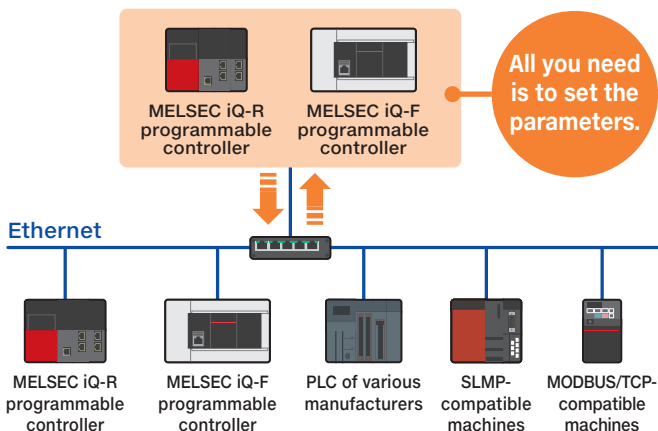 All you need
is to set the
parameters.
MELSEC iQ-R
programmable
controller
MELSEC iQ-F
programmable
controller
Ethernet
MELSEC iQ-R
programmable
controller
MELSEC iQ-F
programmable
controller
PLC of various
manufacturers
SLMP-
compatible
machines
MODBUS/TCP-
compatible
machines